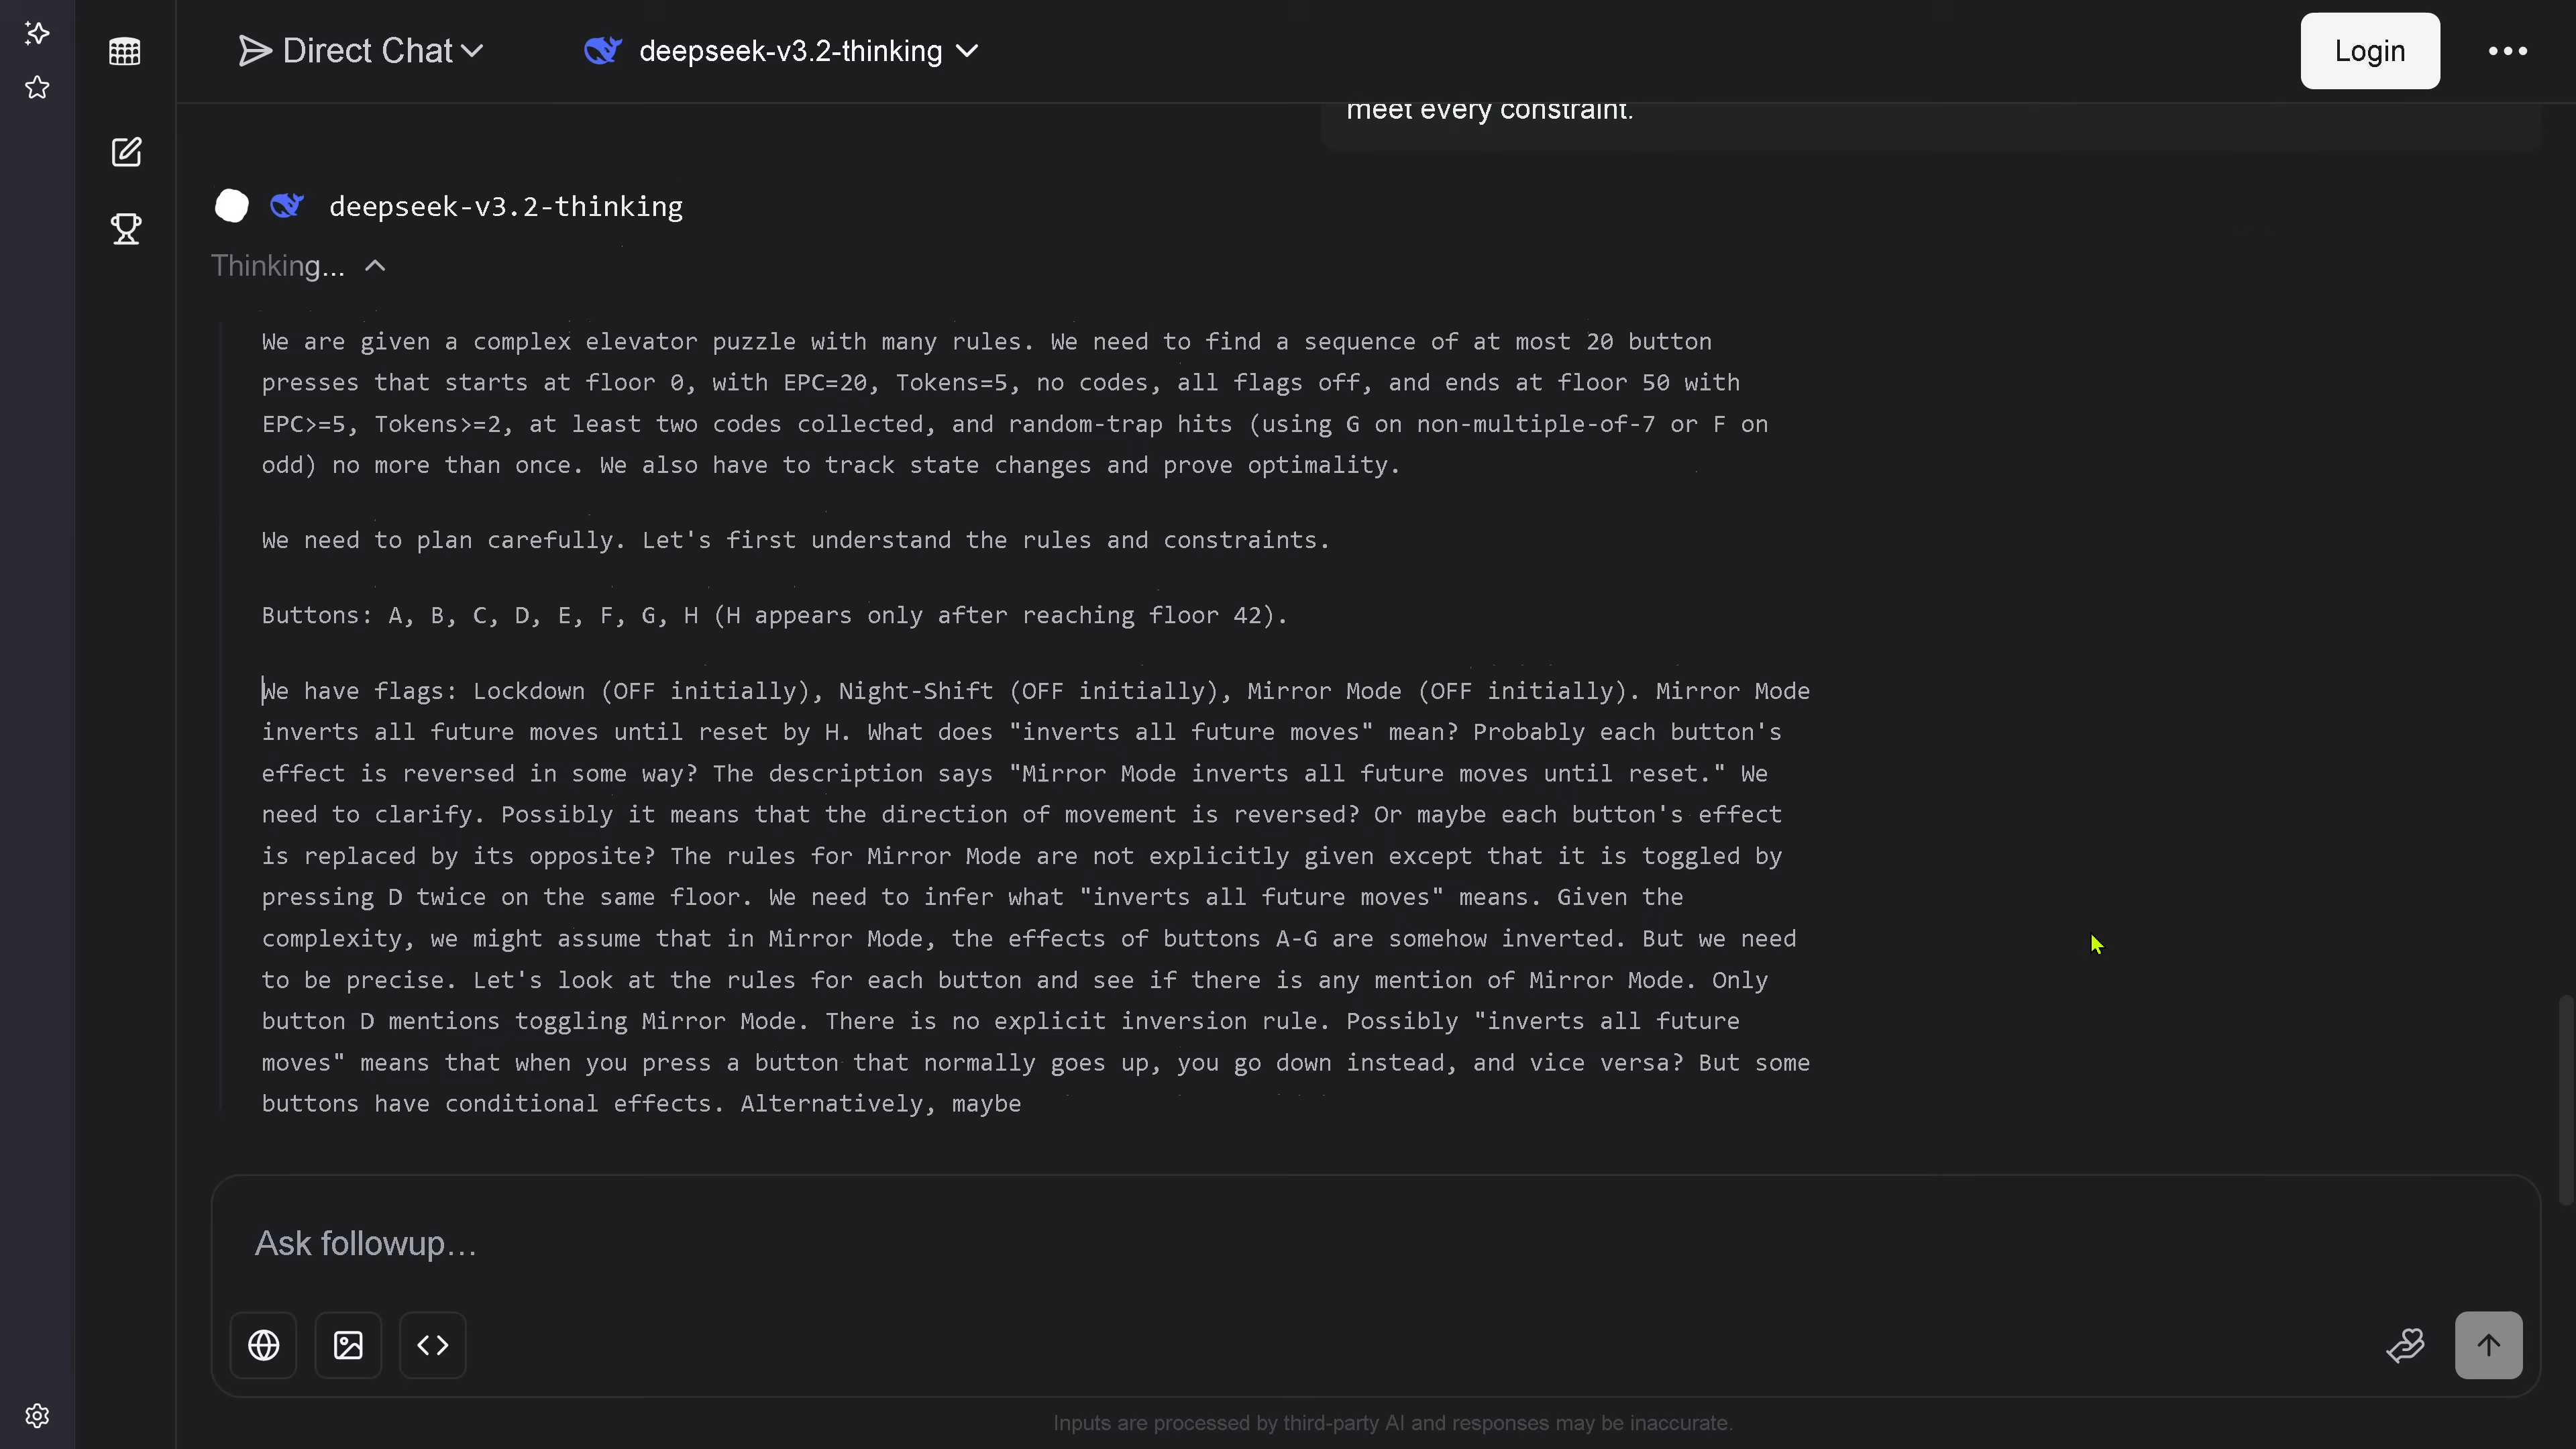 Direct Chat
deepseek-v3.2-thinking
Login
meet every constraint.
deepseek-v3.2-thinking
Thinking...
We are given a complex elevator puzzle with many rules. We need to find a sequence of at most 20 button
presses that starts at floor 0, with EPC=20, Tokens=5, no codes, all flags off, and ends at floor 50 with
EPC>=5, Tokens>=2, at least two codes collected, and random-trap hits (using G on non-multiple-of-7 or F on
odd) no more than once. We also have to track state changes and prove optimality.
We need to plan carefully. Let's first understand the rules and constraints.
Buttons: A, B, C, D, E, F, G, H (H appears only after reaching floor 42).
We have flags: Lockdown (OFF initially), Night-Shift (OFF initially), Mirror Mode (OFF initially). Mirror Mode
inverts all future moves until reset by H. What does "inverts all future moves" mean? Probably each button's
effect is reversed in some way? The description says "Mirror Mode inverts all future moves until reset." We
need to clarify. Possibly it means that the direction of movement is reversed? Or maybe each button's effect
is replaced by its opposite? The rules for Mirror Mode are not explicitly given except that it is toggled by
pressing D twice on the same floor. We need to infer what "inverts all future moves" means. Given the
complexity, we might assume that in Mirror Mode, the effects of buttons A-G are somehow inverted. But we need
to be precise. Let's look at the rules for each button and see if there is any mention of Mirror Mode. Only
button D mentions toggling Mirror Mode. There is no explicit inversion rule. Possibly "inverts all future
moves" means that when you press a button that normally goes up, you go down instead, and vice versa? But some
buttons have conditional effects. Alternatively, maybe
Ask followup…
Inputs are processed by third-party AI and responses may be inaccurate.